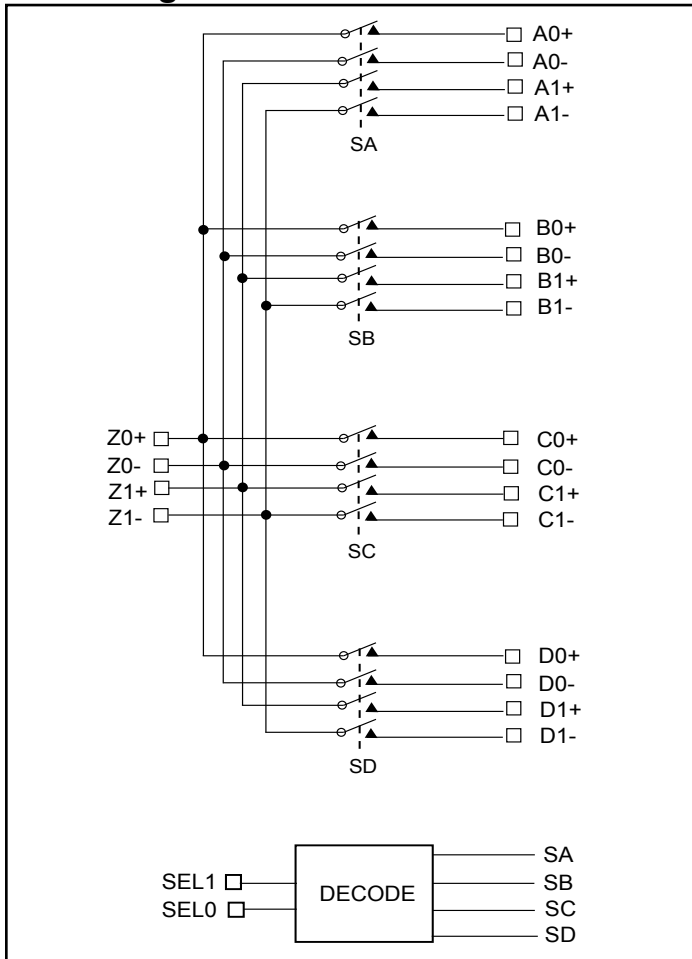 A0+
A0-
A1+
A1-
SA
B0+
B0-
B1+
B1-
SB
Z0+
Z0-
Z1+
Z1-
C0+
C0-
C1+
C1-
SC
D0+
D0-
D1+
D1-
SD
SEL1
SEL0
DECODE
SA
SB
SC
SD